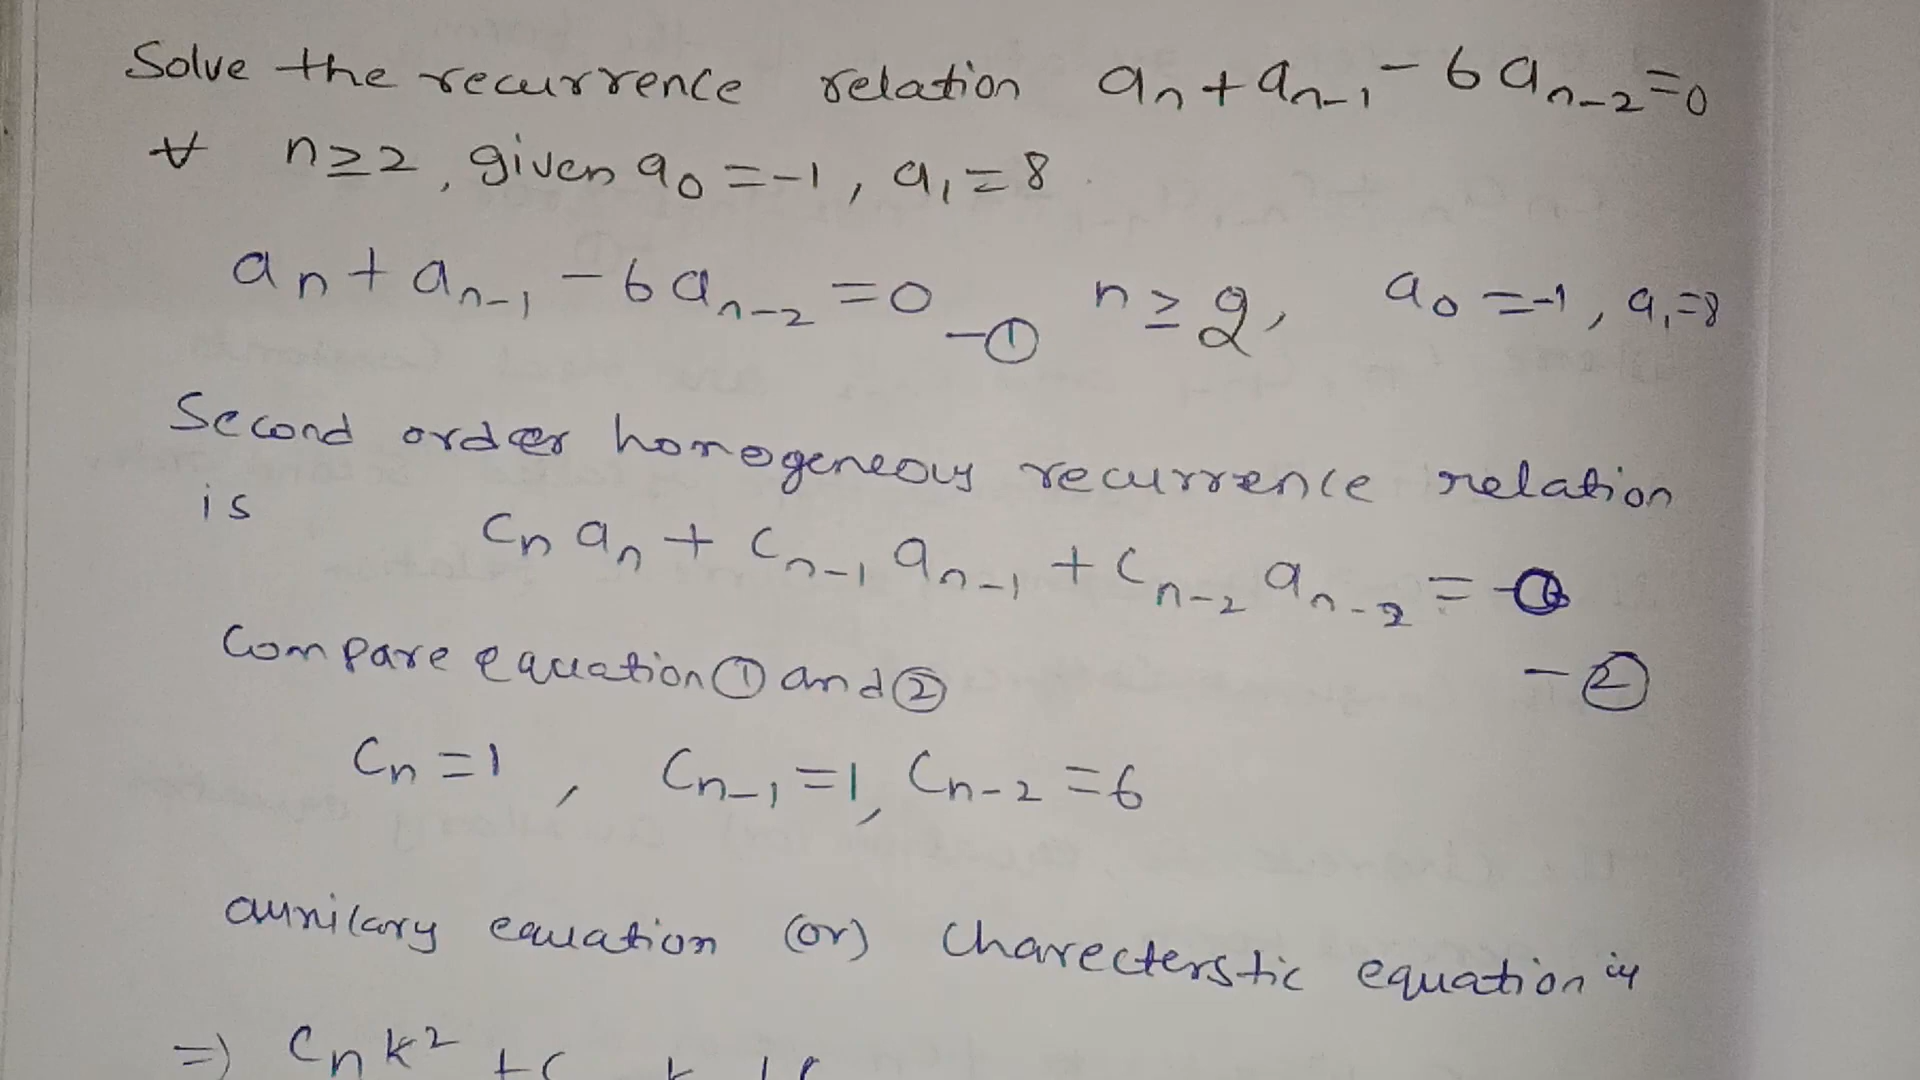 Solve the recurrence relation aₙ + aₙ₋₁ - 6aₙ₋₂ = 0
∀ n ≥ 2, given a₀ = -1, a₁ = 8
aₙ + aₙ₋₁ - 6aₙ₋₂ = 0 -① n ≥ 2, a₀ = -1, a₁ = 8
Second order homogeneous recurrence relation
is Cₙ aₙ + Cₙ₋₁ aₙ₋₁ + Cₙ₋₂ aₙ₋₂ = 0
-②
Compare equation ① and ②
Cₙ = 1, Cₙ₋₁ = 1, Cₙ₋₂ = 6
auxilary equation (or) Charecterstic equation is
⇒ Cₙ k² + C